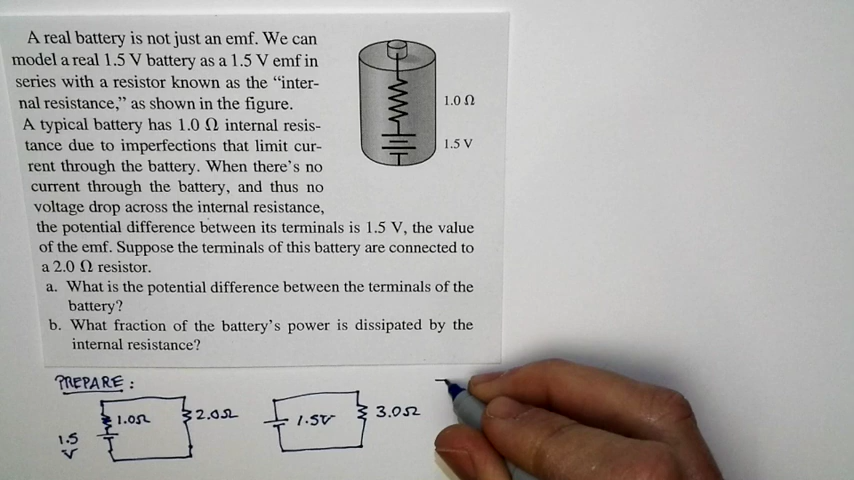 A real battery is not just an emf. We can
model a real 1.5 V battery as a 1.5 V emf in
series with a resistor known as the “inter-
nal resistance,” as shown in the figure.
A typical battery has 1.0 Ω internal resis-
tance due to imperfections that limit cur-
rent through the battery. When there’s no
current through the battery, and thus no
voltage drop across the internal resistance,
the potential difference between its terminals is 1.5 V, the value
of the emf. Suppose the terminals of this battery are connected to
a 2.0 Ω resistor.
a. What is the potential difference between the terminals of the
battery?
b. What fraction of the battery’s power is dissipated by the
internal resistance?
1.0 Ω
1.5 V
PREPARE:
1.5
V
1.0Ω
2.0Ω
1.5V
3.0Ω